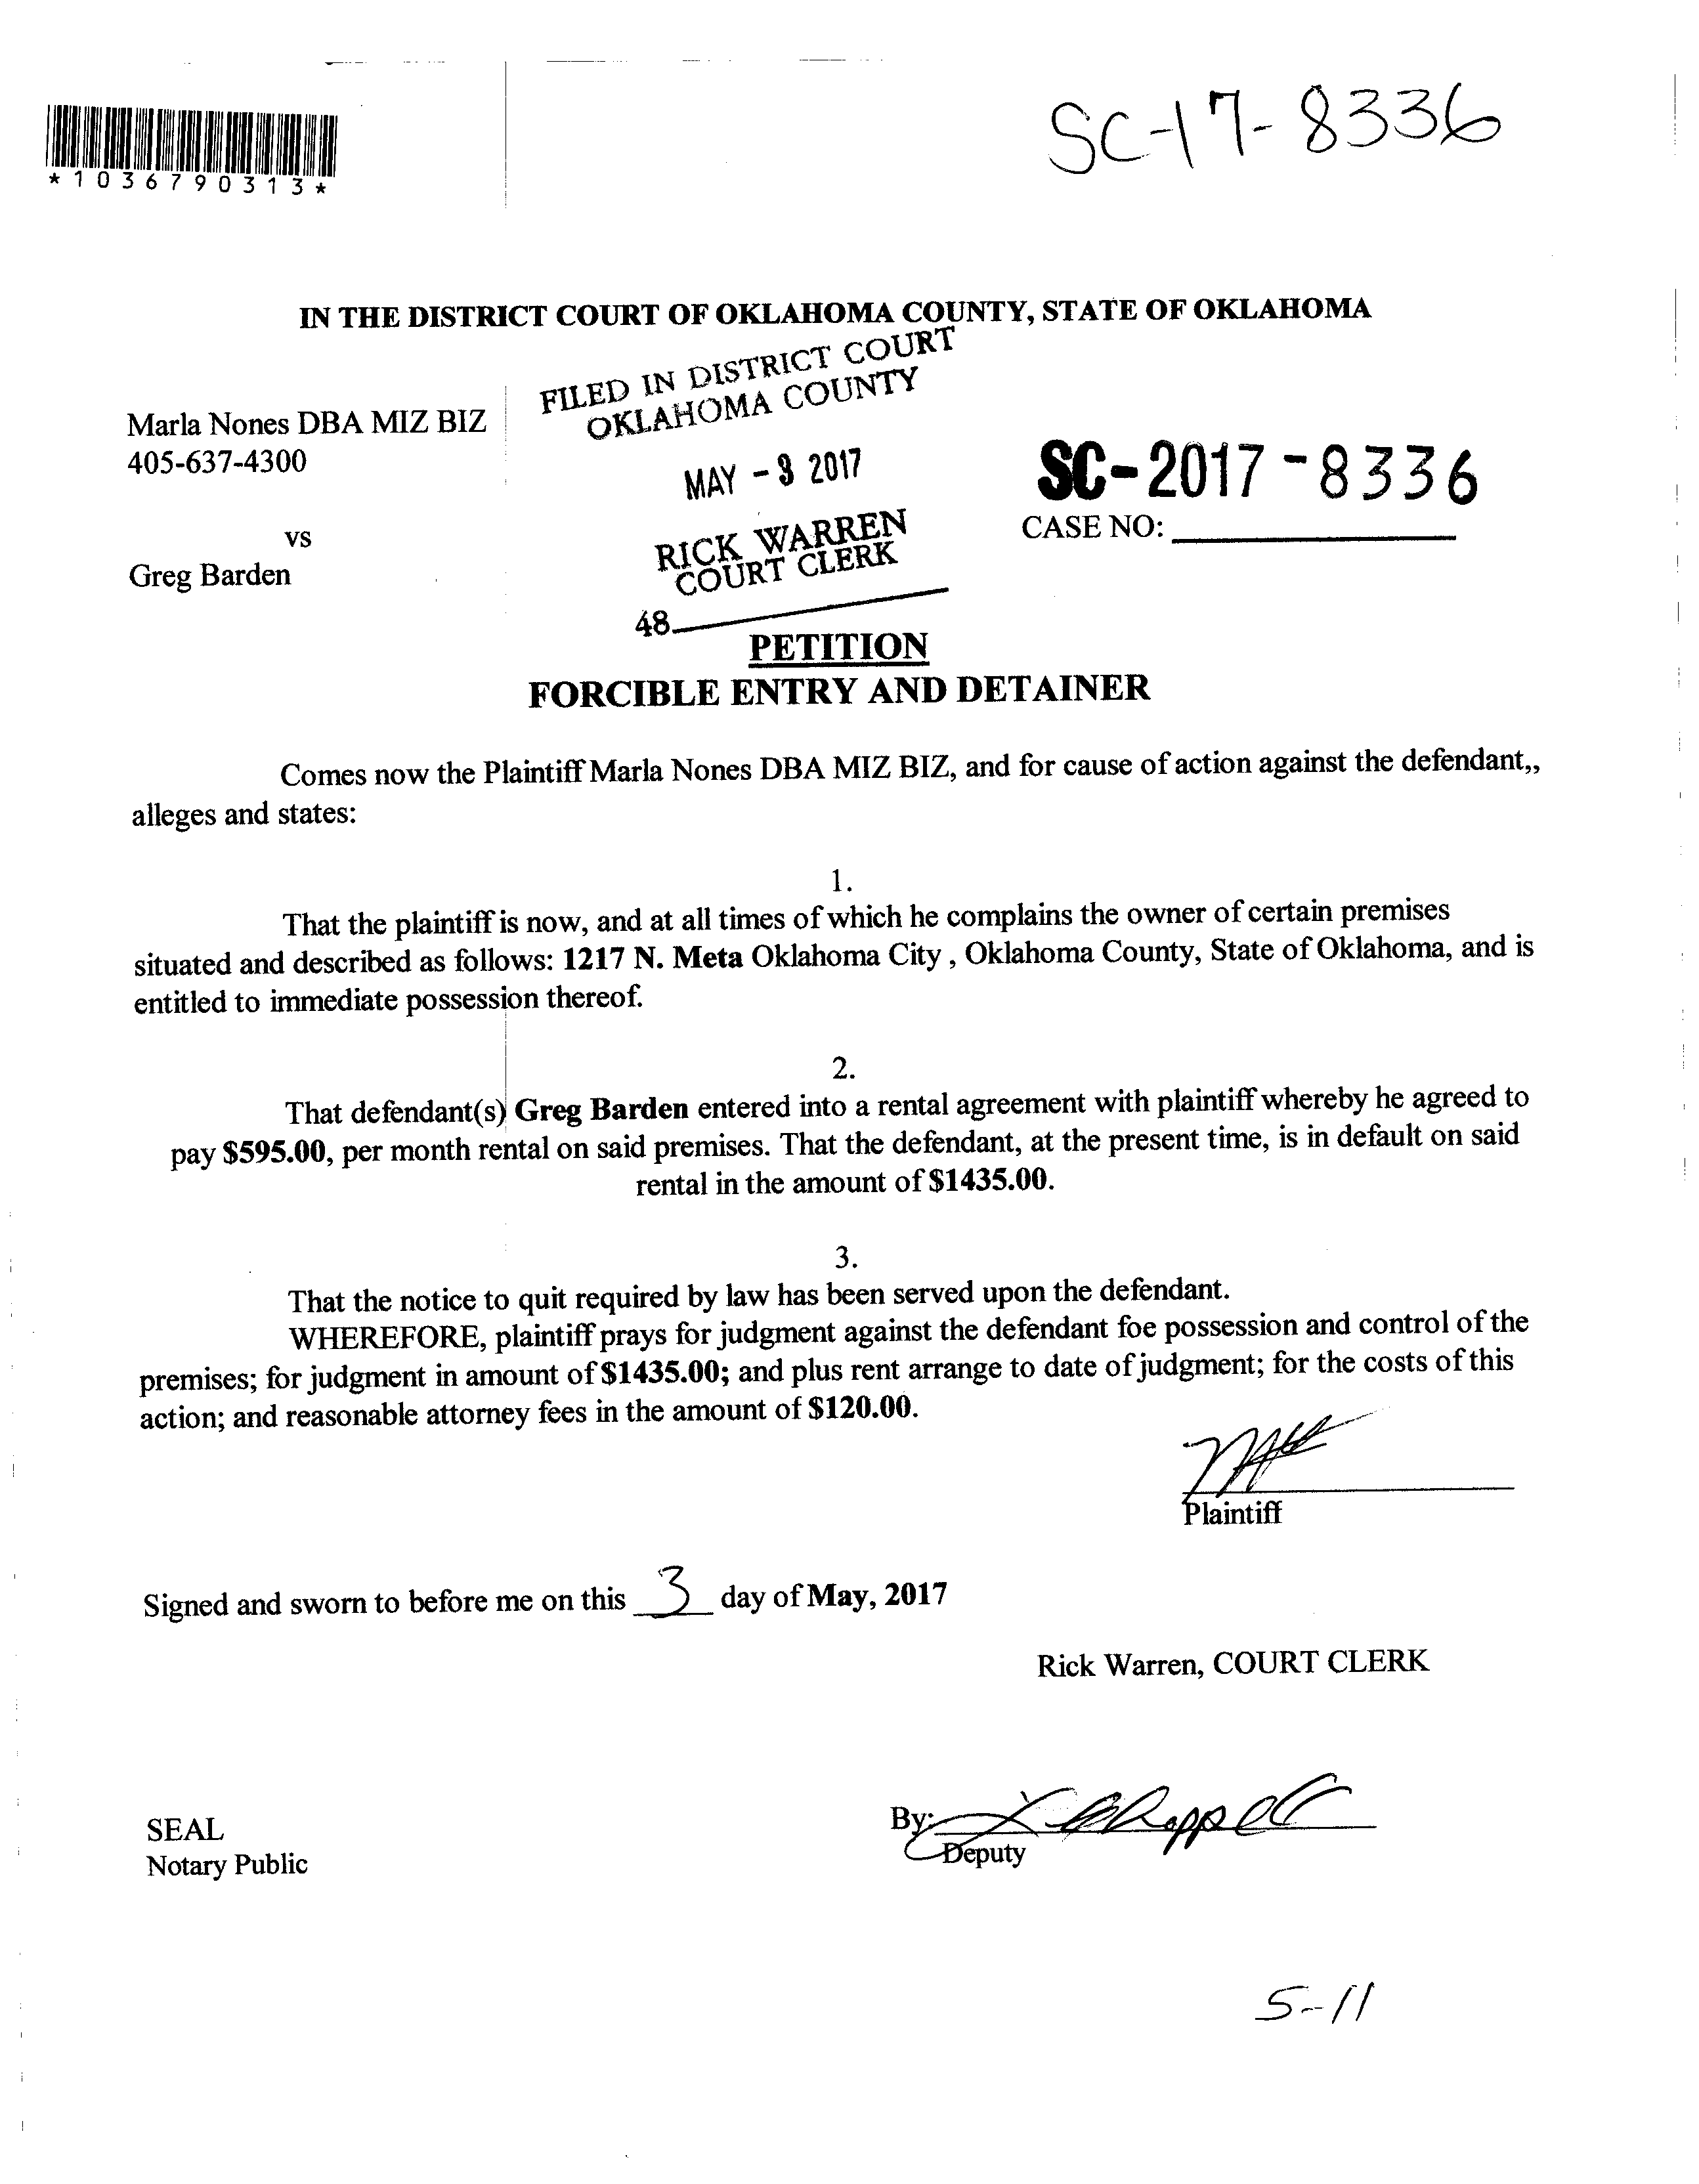 SC-17-8336
*1036790313*
IN THE DISTRICT COURT OF OKLAHOMA COUNTY, STATE OF OKLAHOMA
FILED IN DISTRICT COURT
OKLAHOMA COUNTY
Marla Nones DBA MIZ BIZ
405-637-4300
MAY - 3 2017
SC-2017-8336
CASE NO:
vs
RICK WARREN
COURT CLERK
Greg Barden
48
PETITION
FORCIBLE ENTRY AND DETAINER
Comes now the Plaintiff Marla Nones DBA MIZ BIZ, and for cause of action against the defendant,,
alleges and states:
1.
That the plaintiff is now, and at all times of which he complains the owner of certain premises
situated and described as follows: 1217 N. Meta Oklahoma City , Oklahoma County, State of Oklahoma, and is
entitled to immediate possession thereof.
2.
That defendant(s) Greg Barden entered into a rental agreement with plaintiff whereby he agreed to
pay $595.00, per month rental on said premises. That the defendant, at the present time, is in default on said
rental in the amount of $1435.00.
3.
That the notice to quit required by law has been served upon the defendant.
WHEREFORE, plaintiff prays for judgment against the defendant foe possession and control of the
premises; for judgment in amount of $1435.00; and plus rent arrange to date of judgment; for the costs of this
action; and reasonable attorney fees in the amount of $120.00.
Plaintiff
Signed and sworn to before me on this 3 day of May, 2017
Rick Warren, COURT CLERK
SEAL
Notary Public
By:
Deputy
5-11